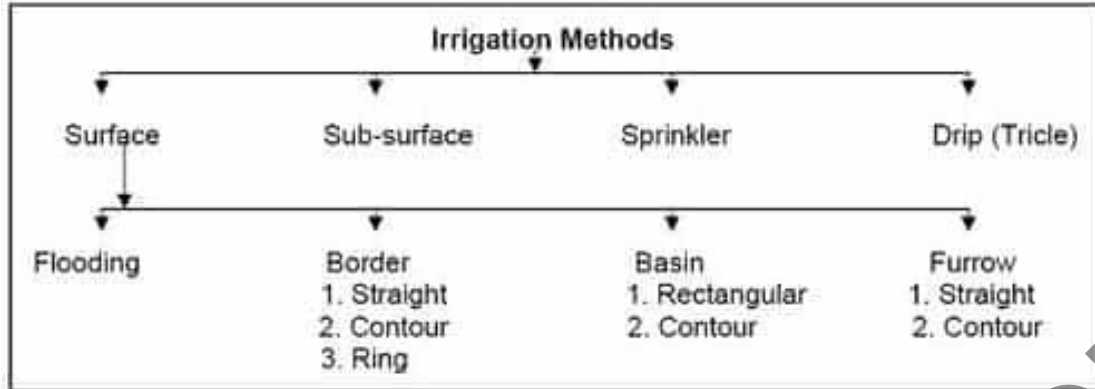 Irrigation Methods
Surface Sub-surface Sprinkler Drip (Tricle)
Flooding Border Basin Furrow
1. Straight 1. Rectangular 1. Straight
2. Contour 2. Contour 2. Contour
3. Ring